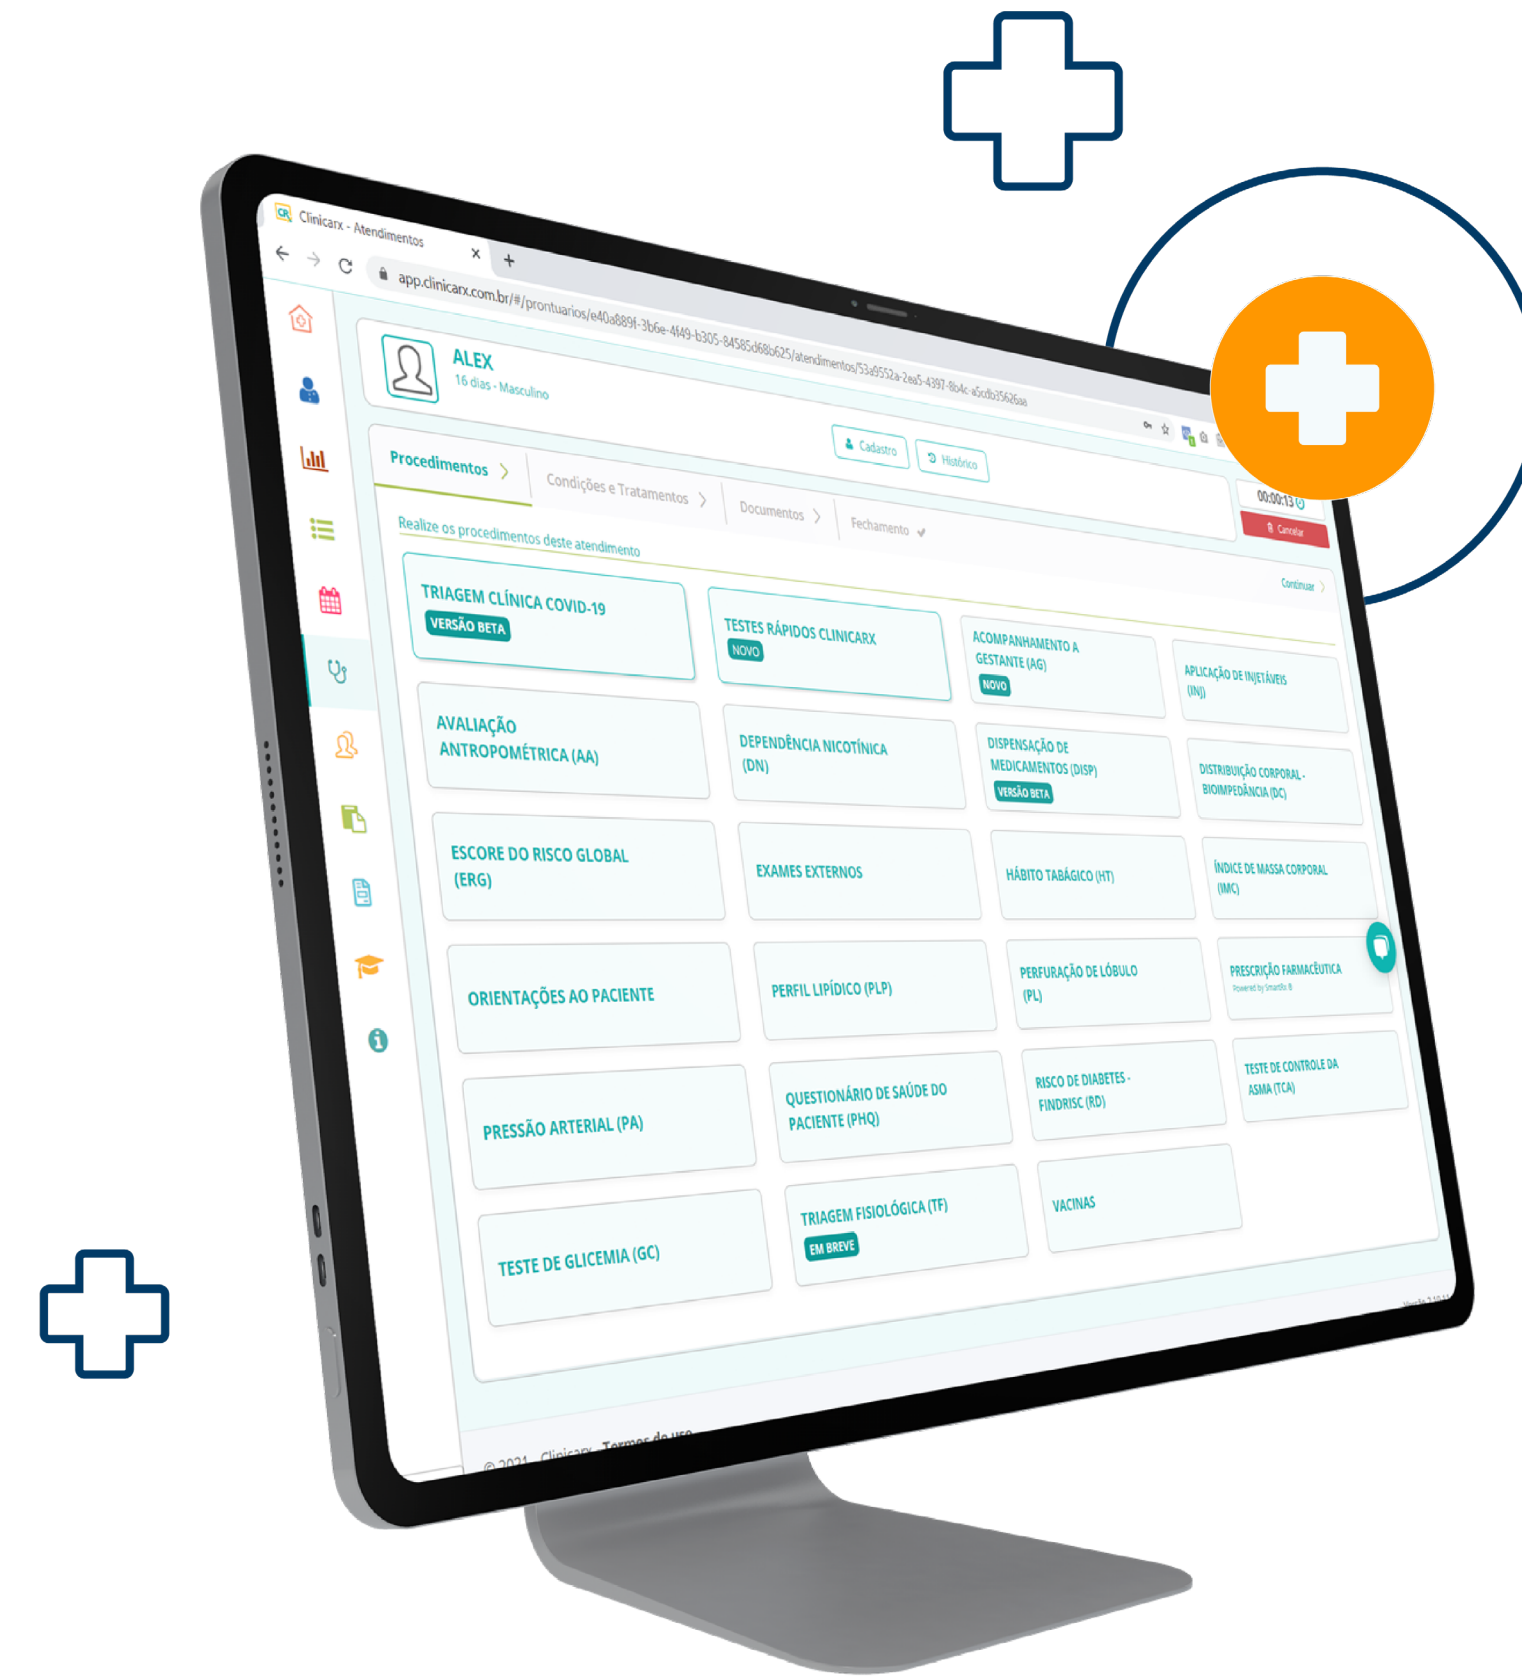 CR Clinicarx - Atendimentos
app.clinicarx.com.br/#/prontuarios/e40a889f-3b6e-4f49-b305-84585d68b625/atendimentos/53a9552a-2ea5-4397-8b4c-a5cdb35626aa
ALEX
16 dias - Masculino
Cadastro
Histórico
00:00:13
Cancelar
Procedimentos
Condições e Tratamentos
Documentos
Fechamento
Realize os procedimentos deste atendimento
Continuar
TRIAGEM CLÍNICA COVID-19
VERSÃO BETA
TESTES RÁPIDOS CLINICARX
NOVO
ACOMPANHAMENTO A
GESTANTE (AG)
NOVO
APLICAÇÃO DE INJETÁVEIS
(INJ)
AVALIAÇÃO
ANTROPOMÉTRICA (AA)
DEPENDÊNCIA NICOTÍNICA
(DN)
DISPENSAÇÃO DE
MEDICAMENTOS (DISP)
VERSÃO BETA
DISTRIBUIÇÃO CORPORAL -
BIOIMPEDÂNCIA (DC)
ESCORE DO RISCO GLOBAL
(ERG)
EXAMES EXTERNOS
HÁBITO TABÁGICO (HT)
ÍNDICE DE MASSA CORPORAL
(IMC)
ORIENTAÇÕES AO PACIENTE
PERFIL LIPÍDICO (PLP)
PERFURAÇÃO DE LÓBULO
(PL)
PRESCRIÇÃO FARMACÊUTICA
Powered by SmartRx ®
PRESSÃO ARTERIAL (PA)
QUESTIONÁRIO DE SAÚDE DO
PACIENTE (PHQ)
RISCO DE DIABETES -
FINDRISC (RD)
TESTE DE CONTROLE DA
ASMA (TCA)
TESTE DE GLICEMIA (GC)
TRIAGEM FISIOLÓGICA (TF)
EM BREVE
VACINAS
© 2021 - Clinicarx - Termos de uso